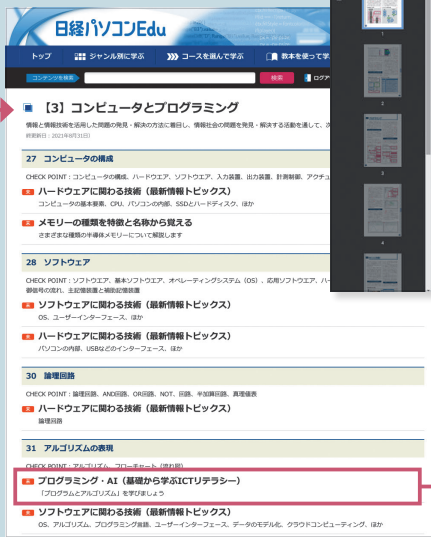 日経パソコンEdu
トップ
ジャンル別に学ぶ
コースを選んで学ぶ
教本を使って学
コンテンツを検索
検索
ログア
【3】コンピュータとプログラミング
情報と情報技術を活用した問題の発見・解決の方法に着目し、情報社会の問題を発見・解決する活動を通して、次
終更新日：2021年8月31日）
27 コンピュータの構成
CHECK POINT：コンピュータの構成、ハードウエア、ソフトウエア、入力装置、出力装置、計測制御、アクチュ
ハードウェアに関わる技術（最新情報トピックス）
コンピュータの基本要素、CPU、パソコンの内部、SSDとハードディスク、ほか
メモリーの種類を特徴と名称から覚える
さまざまな種類の半導体メモリーについて解説します
28 ソフトウエア
CHECK POINT：ソフトウエア、基本ソフトウエア、オペレーティングシステム（OS）、応用ソフトウエア、ハー
御信号の流れ、主記憶装置と補助記憶装置
ソフトウェアに関わる技術（最新情報トピックス）
OS、ユーザーインターフェース、ほか
ハードウェアに関わる技術（最新情報トピックス）
パソコンの内部、USBなどのインターフェース、ほか
30 論理回路
CHECK POINT：論理回路、AND回路、OR回路、NOT、回路、半加算回路、真理値表
ハードウェアに関わる技術（最新情報トピックス）
論理回路
31 アルゴリズムの表現
CHECK POINT：アルゴリズム、フローチャート（流れ図）
プログラミング・AI（基礎から学ぶICTリテラシー）
「プログラムとアルゴリズム」を学びましょう
ソフトウェアに関わる技術（最新情報トピックス）
OS、アルゴリズム、プログラミング言語、ユーザーインターフェース、データのモデル化、クラウドコンピューティング、ほか
1
2
3
4